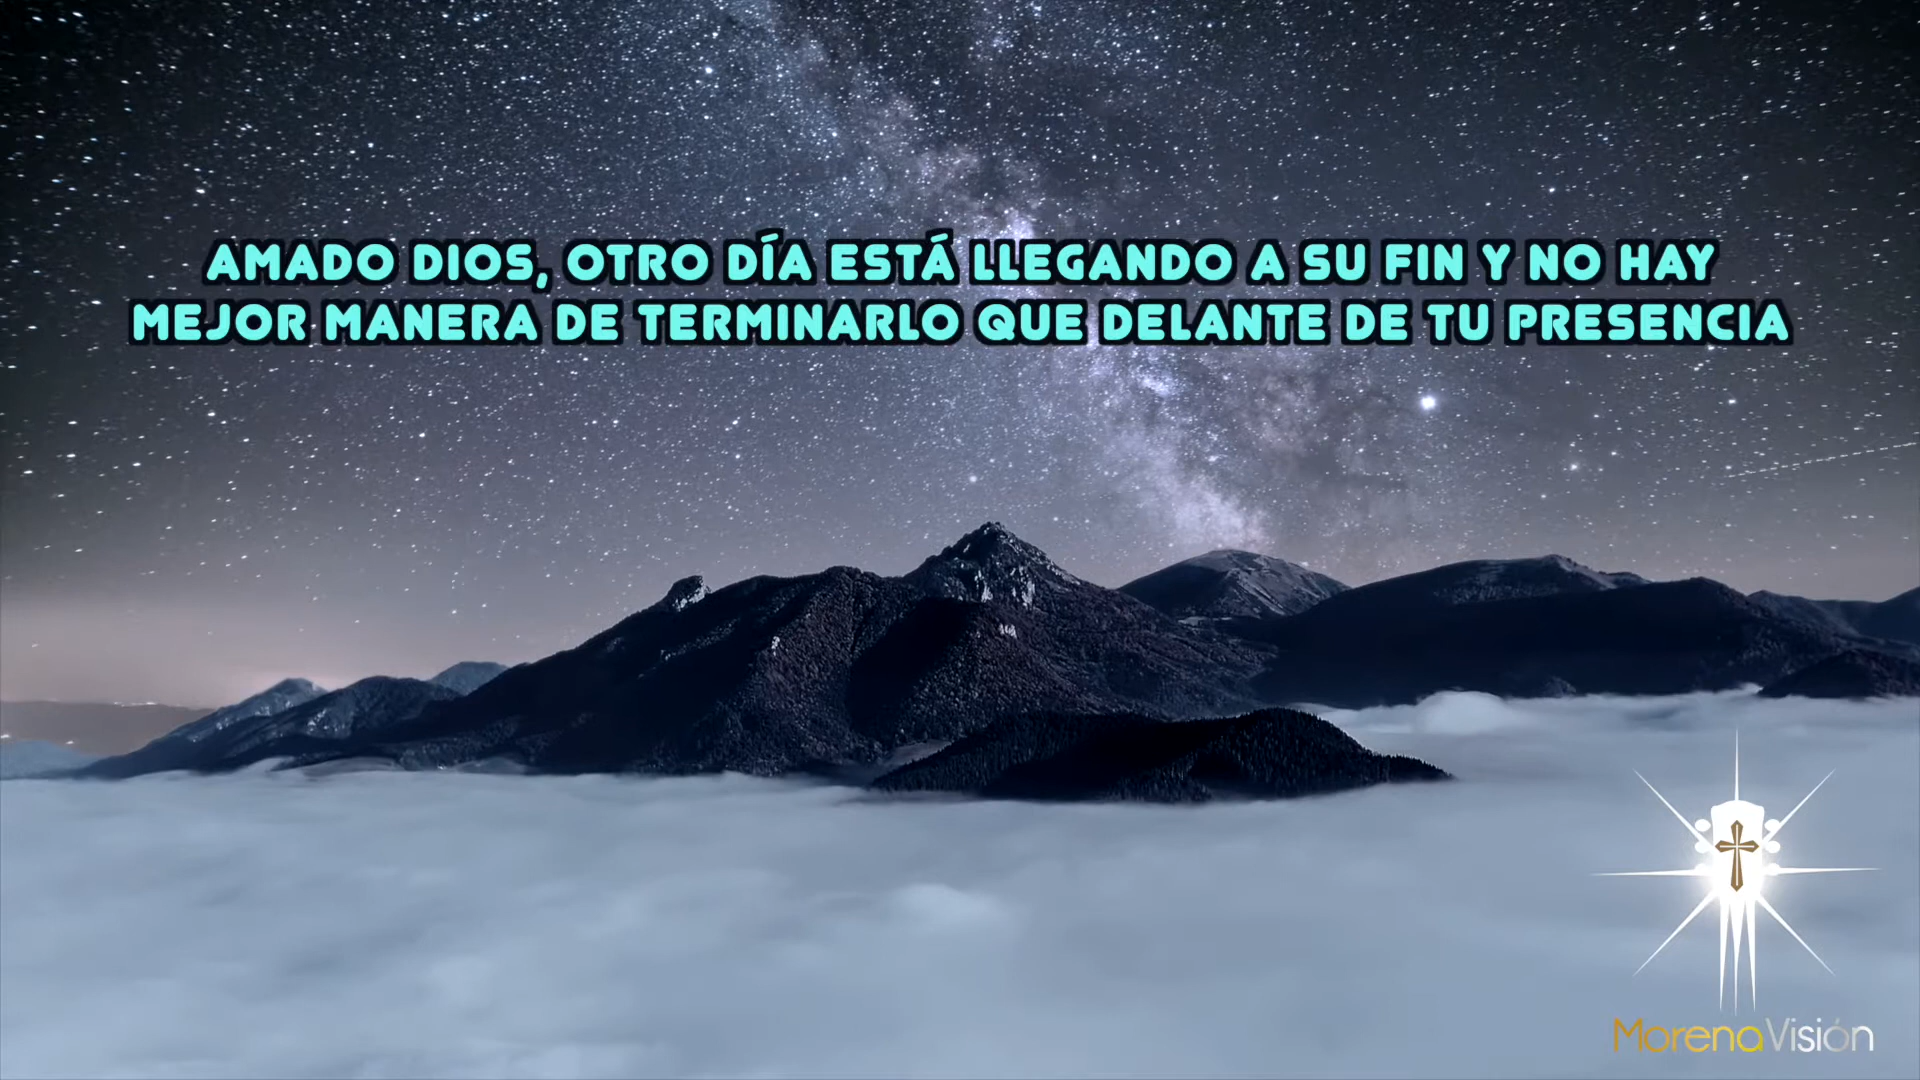 AMADO DIOS, OTRO DÍA ESTÁ LLEGANDO A SU FIN Y NO HAY
MEJOR MANERA DE TERMINARLO QUE DELANTE DE TU PRESENCIA
MorenaVisión